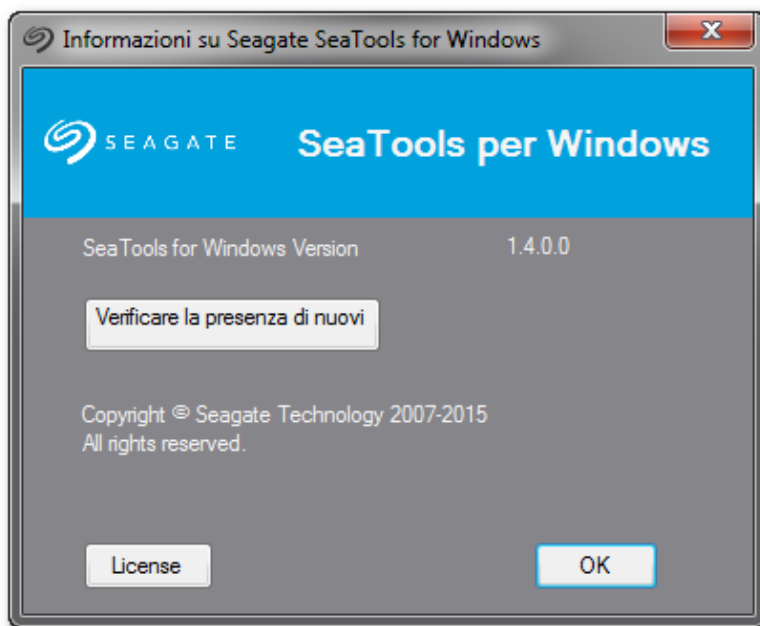 Informazioni su Seagate SeaTools for Windows
SEAGATE
SeaTools per Windows
SeaTools for Windows Version 1.4.0.0
Verificare la presenza di nuovi
Copyright © Seagate Technology 2007-2015
All rights reserved.
License
OK